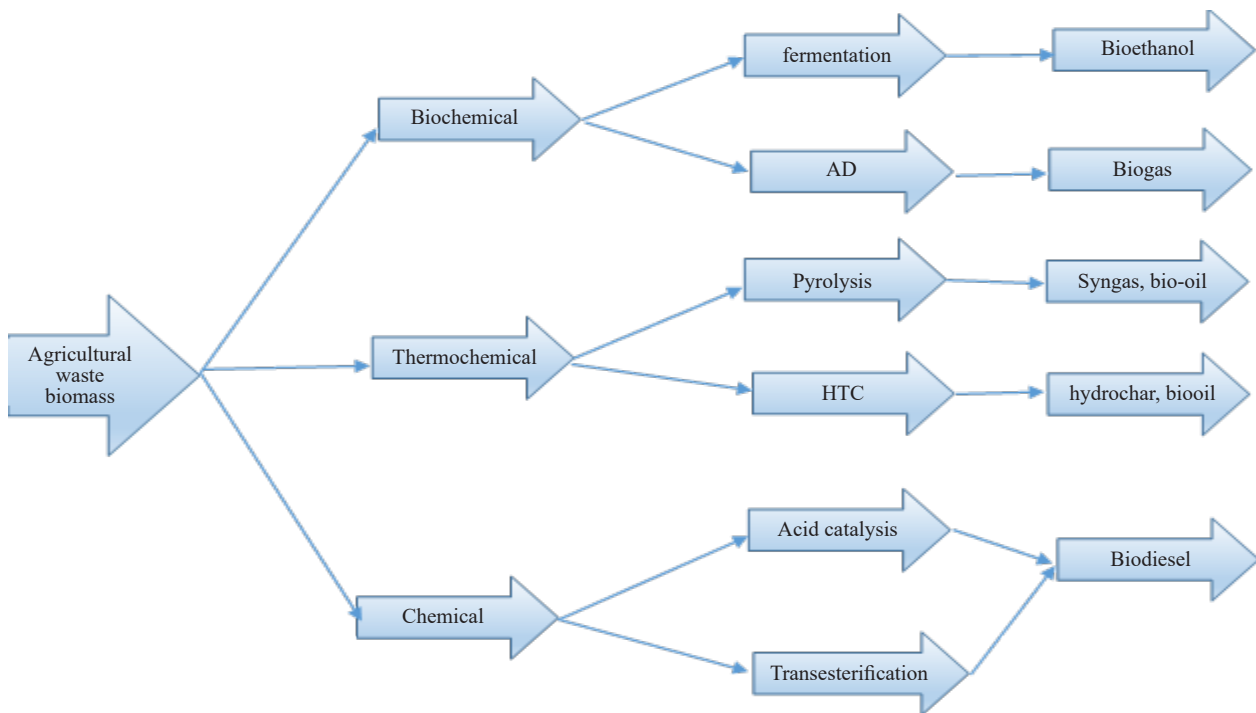 fermentation
Bioethanol
Biochemical
AD
Biogas
Pyrolysis
Syngas, bio-oil
Agricultural
waste
biomass
Thermochemical
HTC
hydrochar, biooil
Acid catalysis
Biodiesel
Chemical
Transesterification